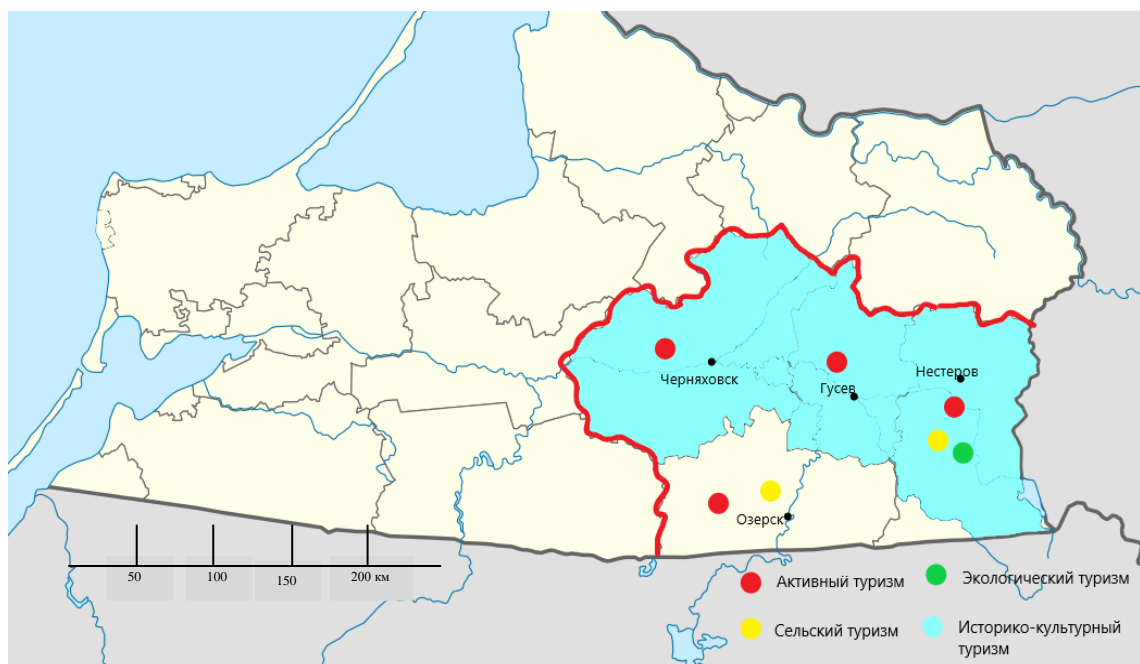 Нестеров
Черняховск
Гусев
Озерск
50
100
150
200 км
Активный туризм
Экологический туризм
Сельский туризм
Историко-культурный
туризм